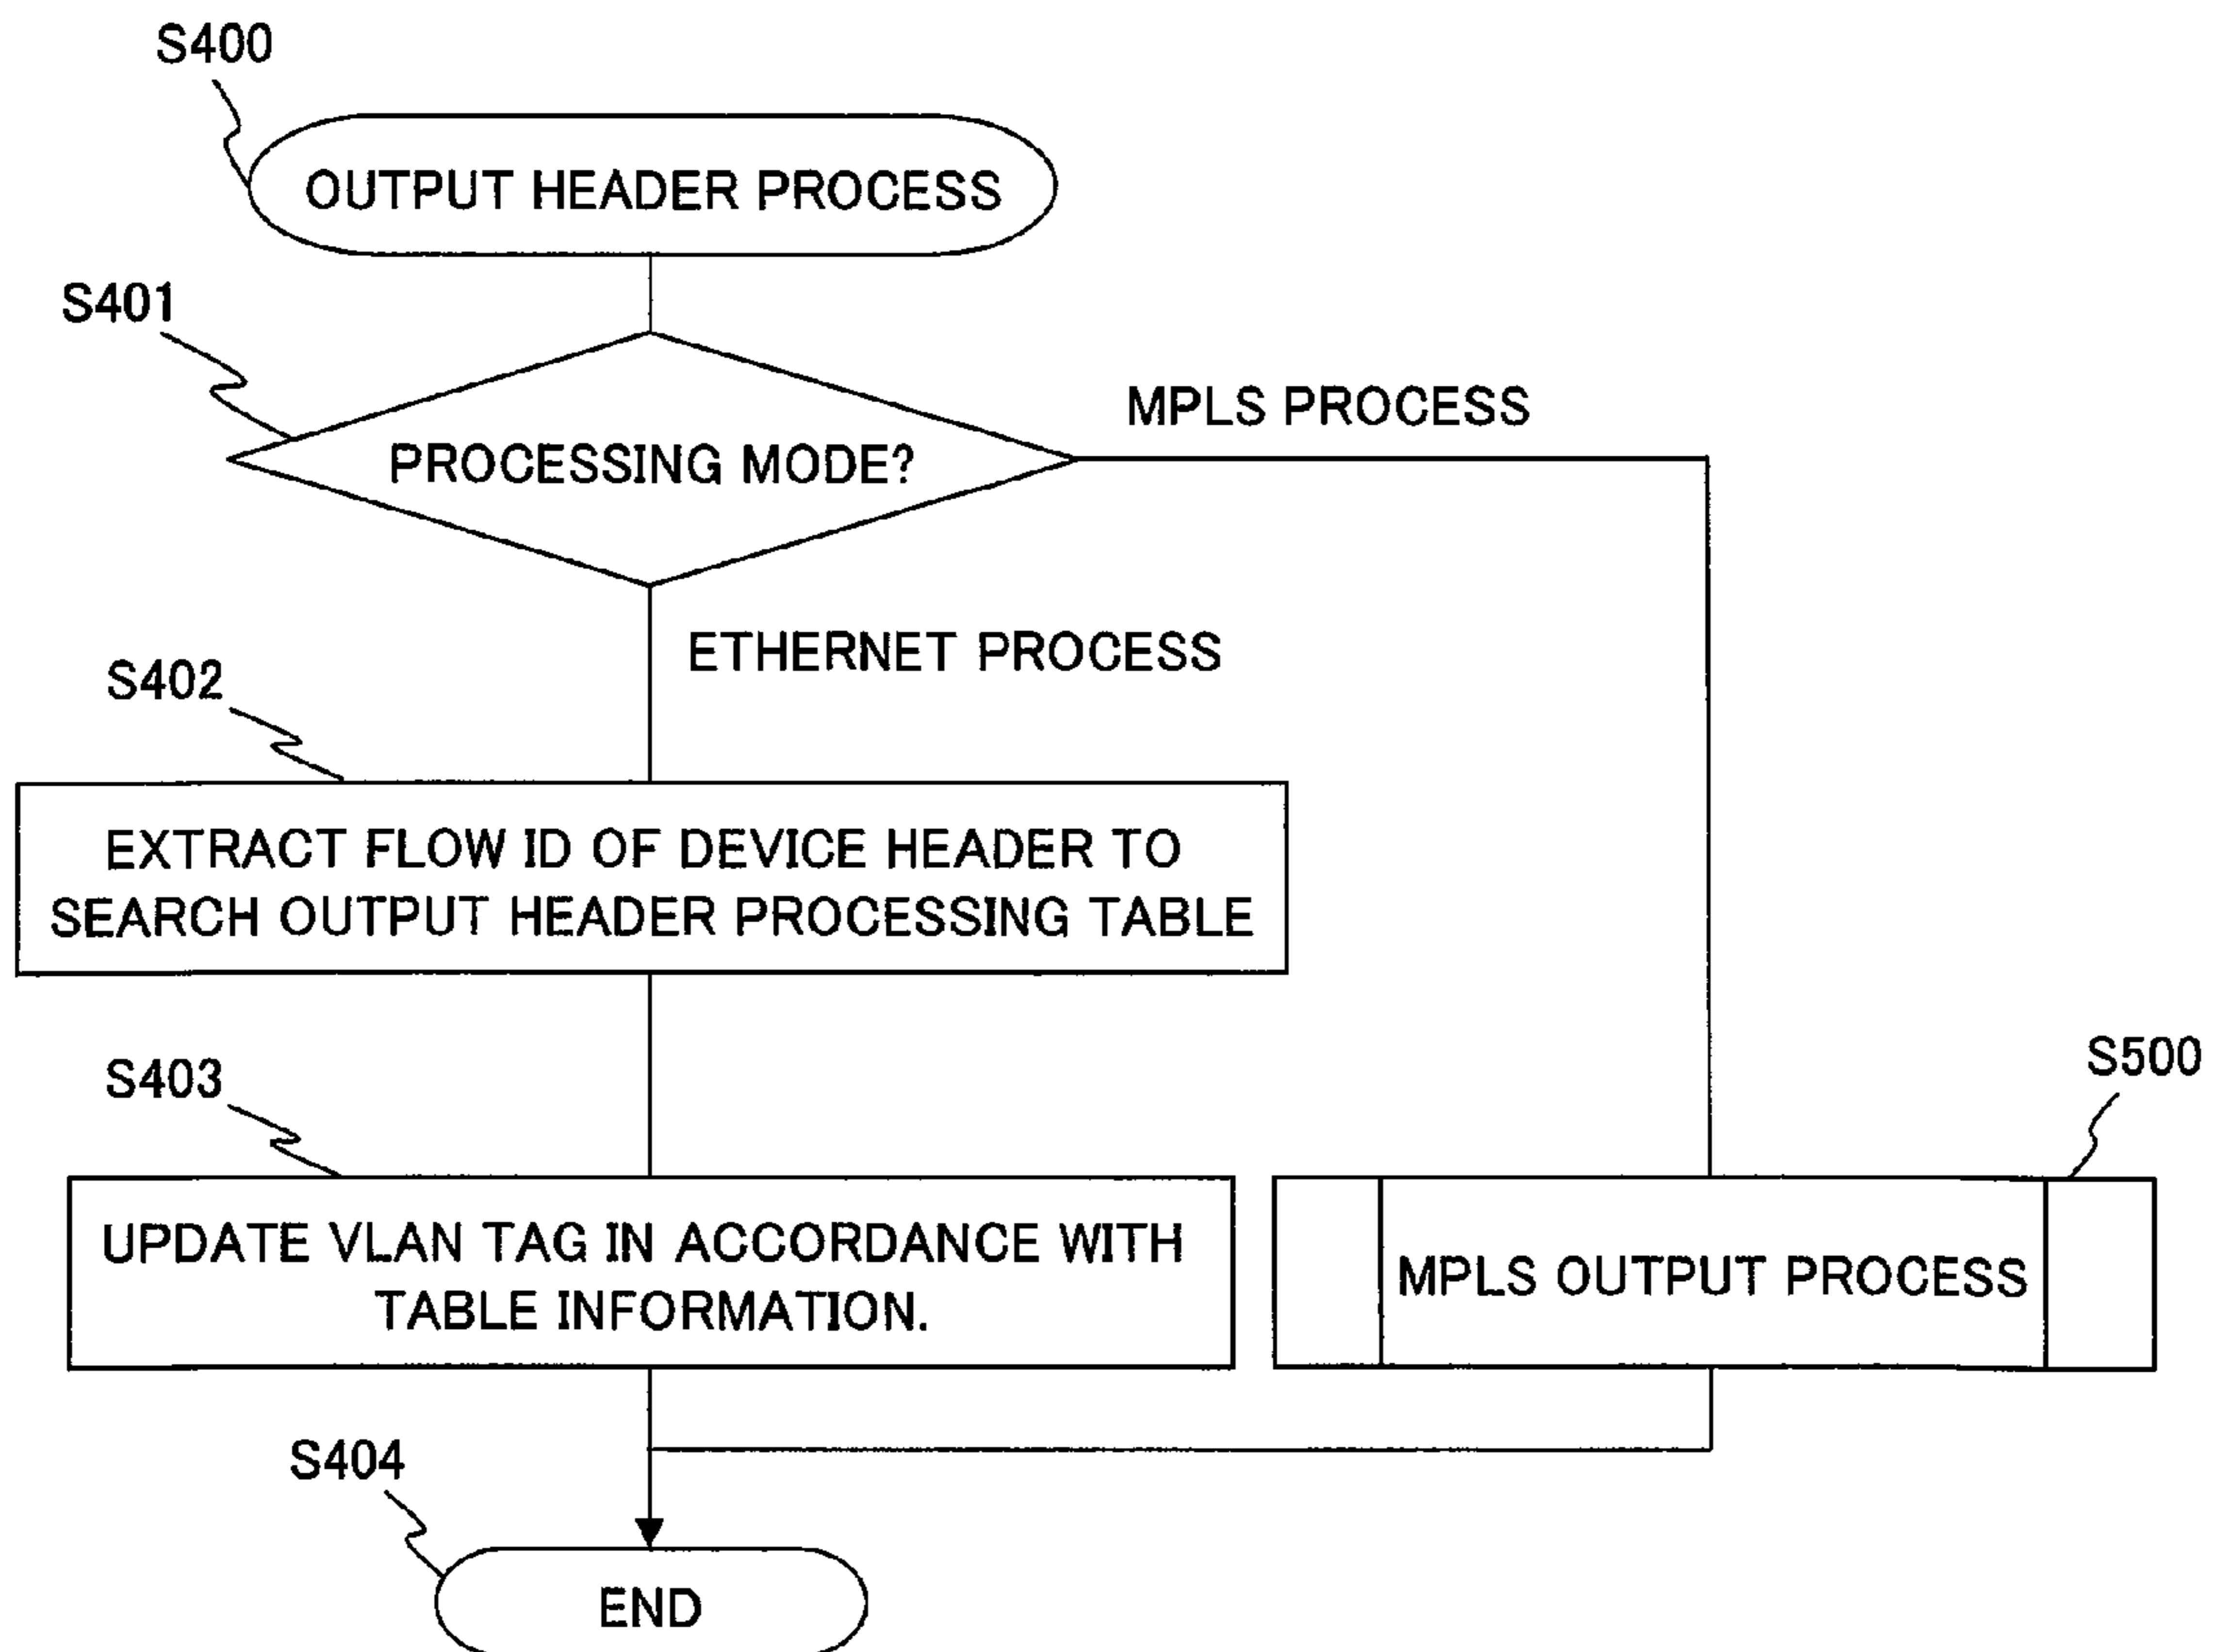 S400
OUTPUT HEADER PROCESS
S401
PROCESSING MODE?
MPLS PROCESS
ETHERNET PROCESS
S402
EXTRACT FLOW ID OF DEVICE HEADER TO
SEARCH OUTPUT HEADER PROCESSING TABLE
S403
UPDATE VLAN TAG IN ACCORDANCE WITH
TABLE INFORMATION.
S500
MPLS OUTPUT PROCESS
S404
END